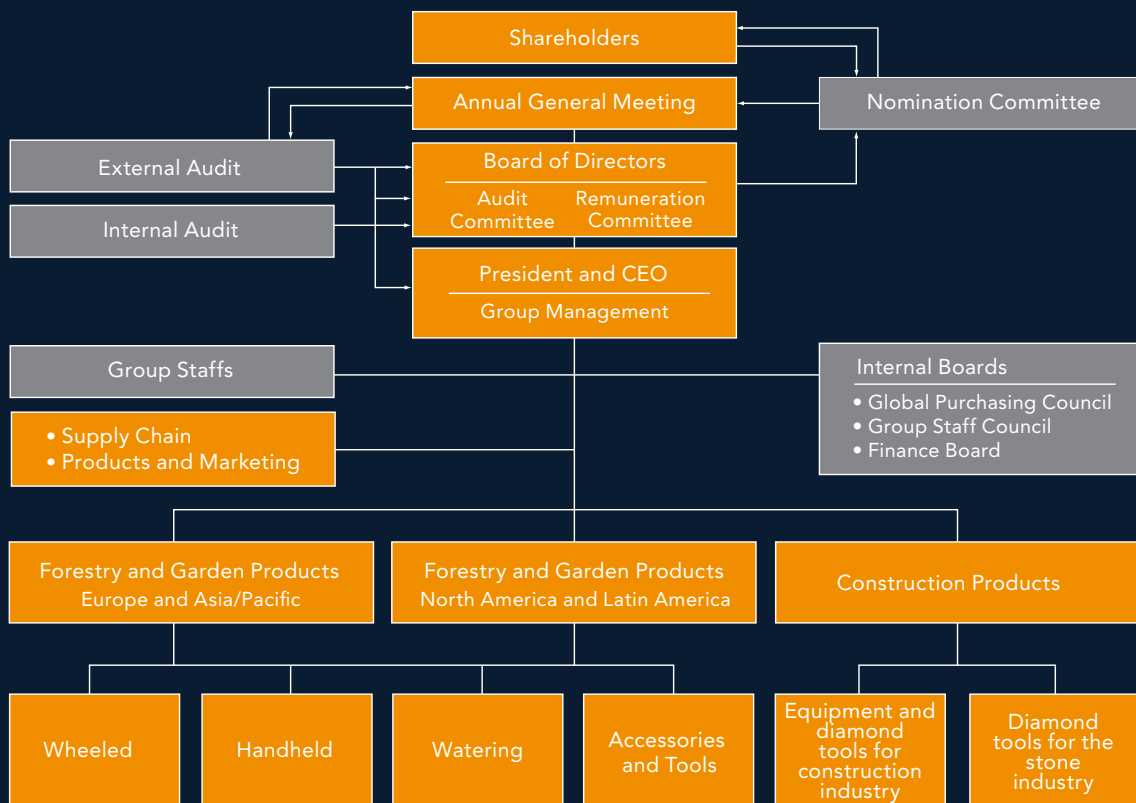 Shareholders
Annual General Meeting
Nomination Committee
External Audit
Internal Audit
Board of Directors
Audit
Committee
Remuneration
Committee
President and CEO
Group Management
Group Staffs
• Supply Chain
• Products and Marketing
Internal Boards
• Global Purchasing Council
• Group Staff Council
• Finance Board
Forestry and Garden Products
Europe and Asia/Pacific
Forestry and Garden Products
North America and Latin America
Construction Products
Wheeled
Handheld
Watering
Accessories
and Tools
Equipment and
diamond
tools for
construction
industry
Diamond
tools for the
stone
industry